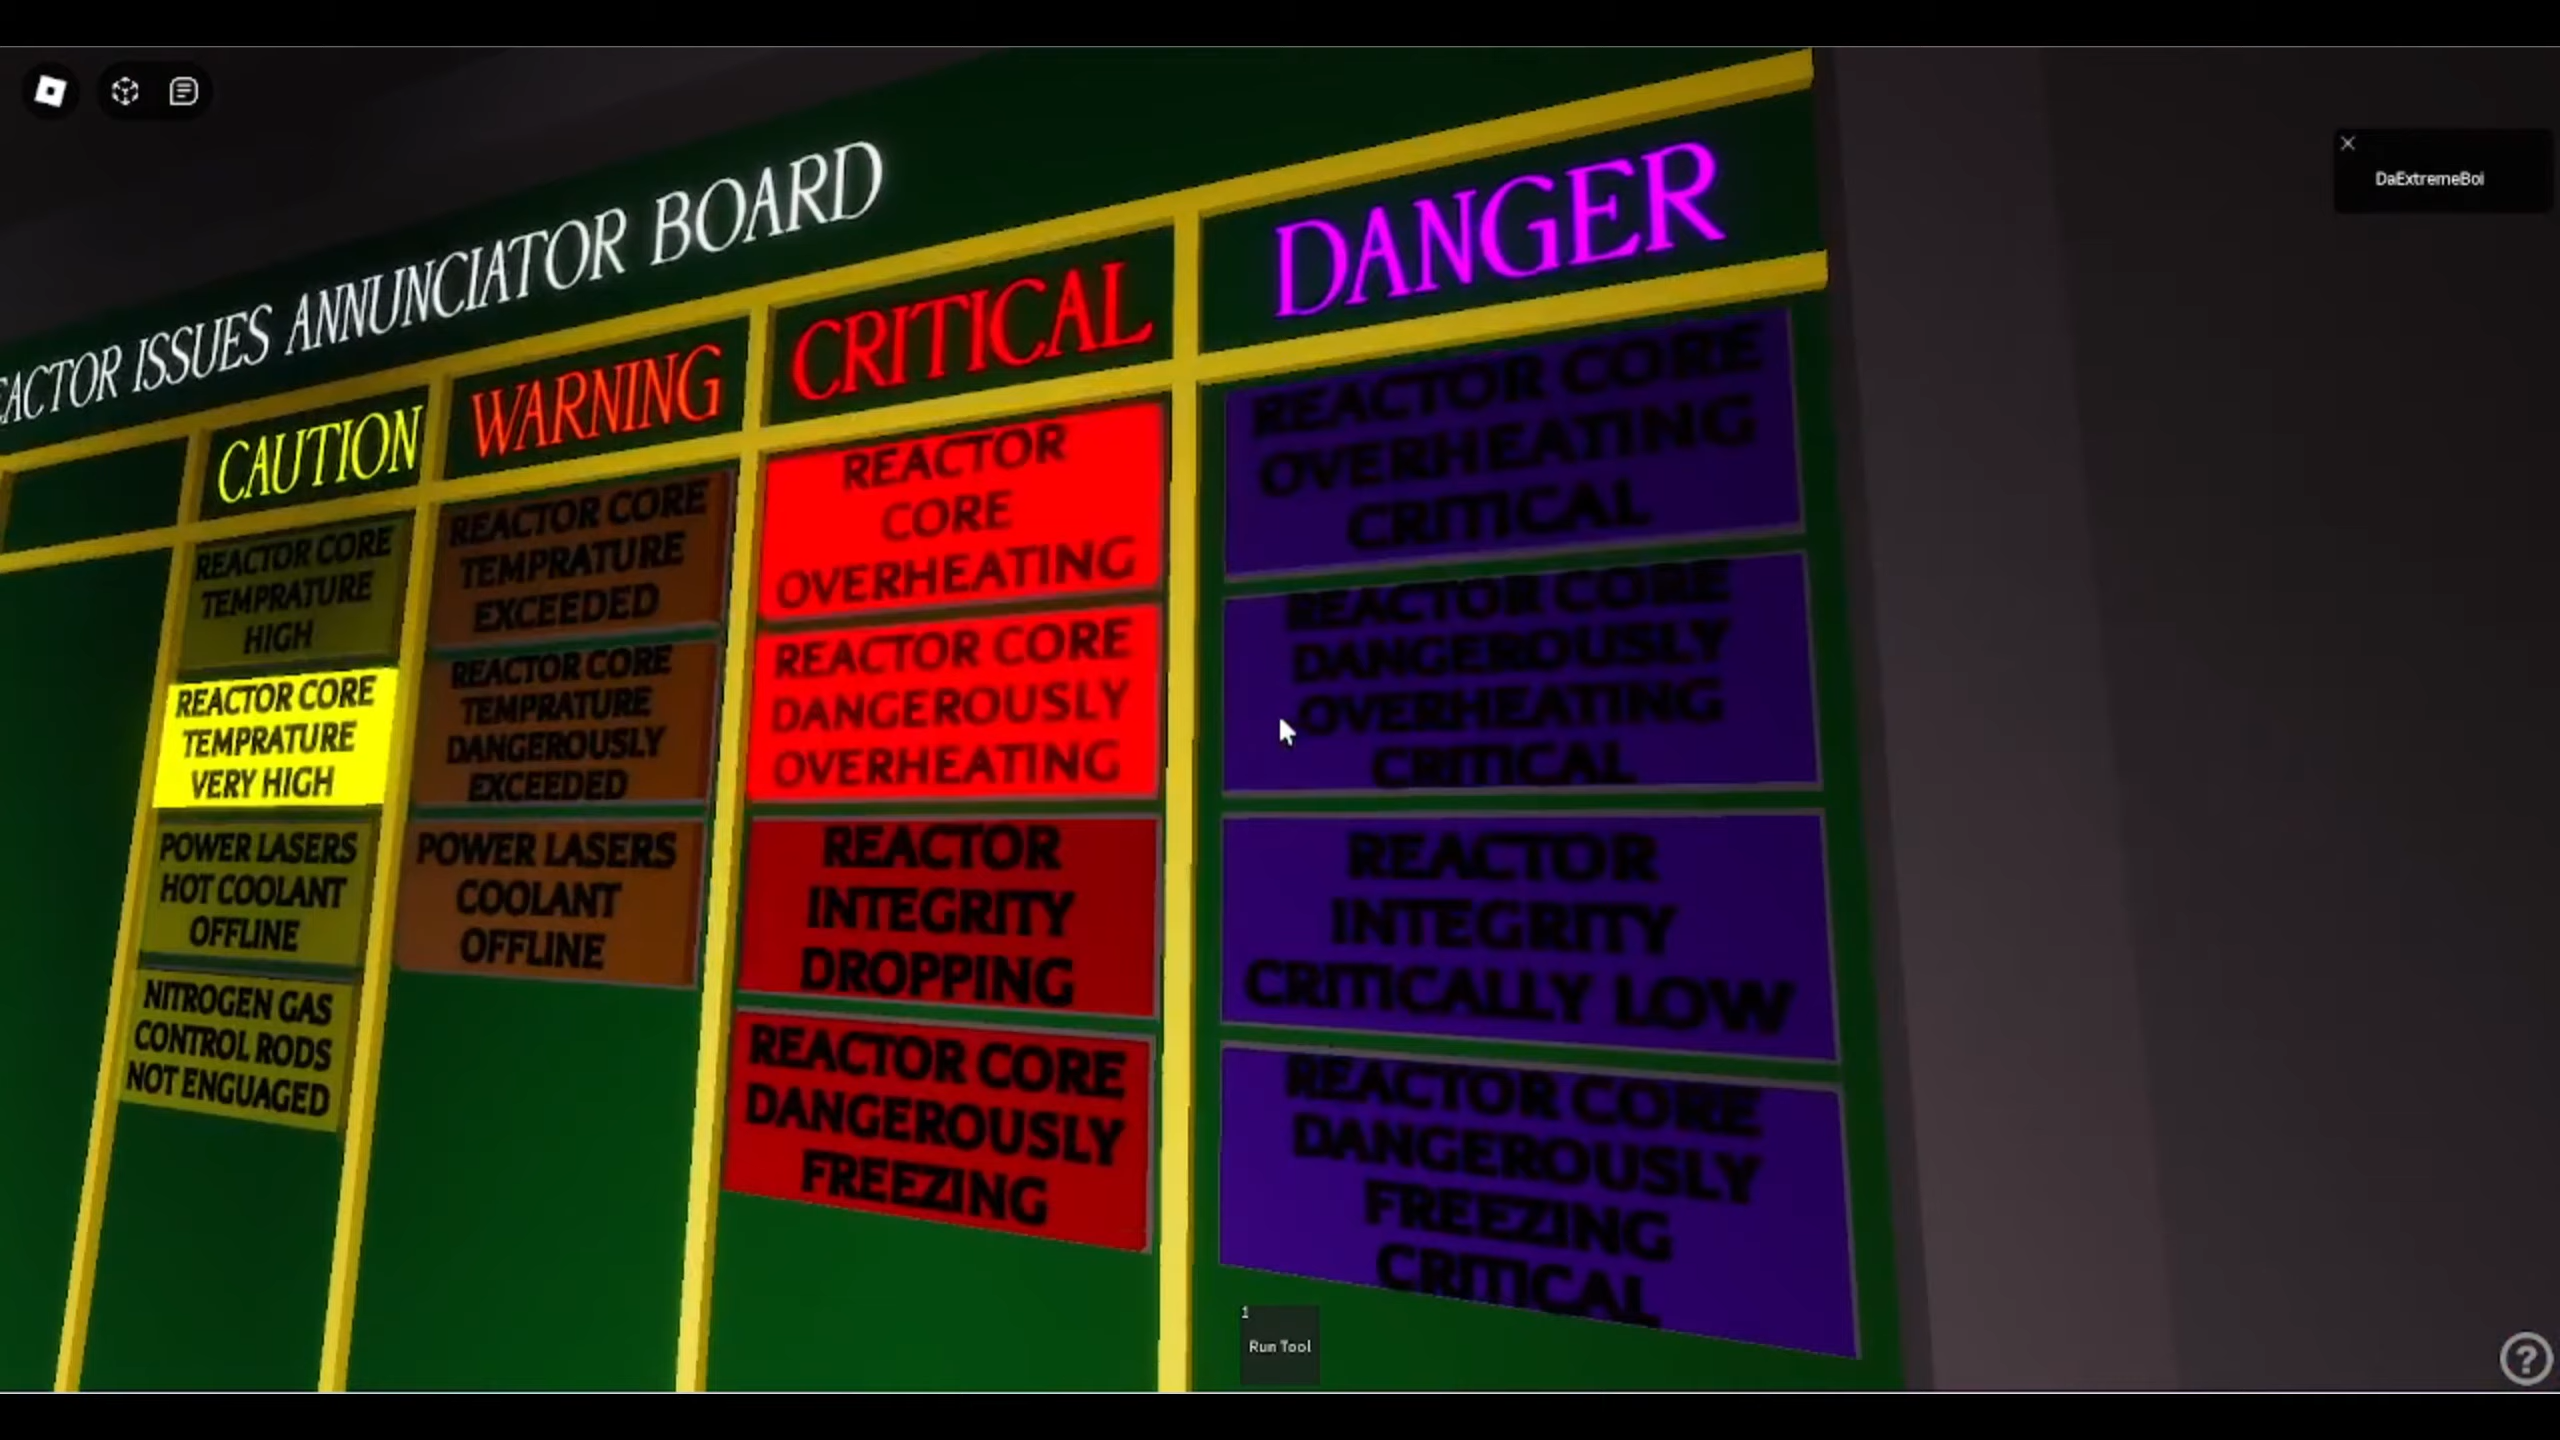 EACTOR ISSUES ANNUNCIATOR BOARD
CAUTION
REACTOR CORE
TEMPRATURE
HIGH
REACTOR CORE
TEMPRATURE
VERY HIGH
POWER LASERS
HOT COOLANT
OFFLINE
NITROGEN GAS
CONTROL RODS
NOT ENGUAGED
WARNING
REACTOR CORE
TEMPRATURE
EXCEEDED
REACTOR CORE
TEMPRATURE
DANGEROUSLY
EXCEEDED
POWER LASERS
COOLANT
OFFLINE
CRITICAL
REACTOR
CORE
OVERHEATING
REACTOR CORE
DANGEROUSLY
OVERHEATING
REACTOR
INTEGRITY
DROPPING
REACTOR CORE
DANGEROUSLY
FREEZING
DANGER
REACTOR CORE
OVERHEATING
CRITICAL
REACTOR CORE
DANGEROUSLY
OVERHEATING
CRITICAL
REACTOR
INTEGRITY
CRITICALLY LOW
REACTOR CORE
DANGEROUSLY
FREEZING
CRITICAL
DaExtremeBoi
1
Run Tool
?